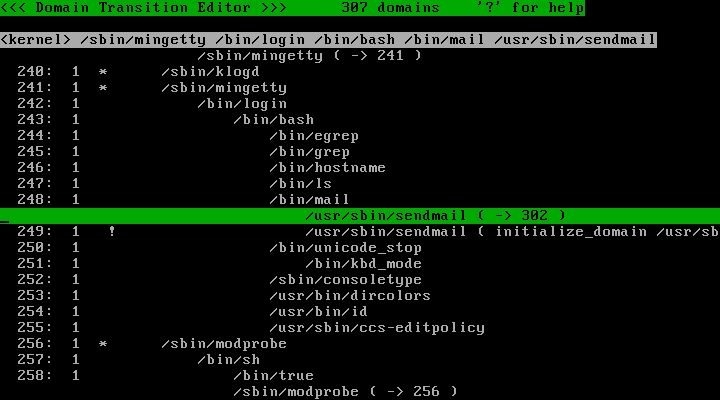 <<< Domain Transition Editor >>>      307 domains    '?' for help
<kernel> /sbin/mingetty /bin/login /bin/bash /bin/mail /usr/sbin/sendmail
/sbin/mingetty ( -> 241 )
240:  1  *      /sbin/klogd
241:  1  *      /sbin/mingetty
242:  1             /bin/login
243:  1                 /bin/bash
244:  1                     /bin/egrep
245:  1                     /bin/grep
246:  1                     /bin/hostname
247:  1                     /bin/ls
248:  1                     /bin/mail
/usr/sbin/sendmail ( -> 302 )
249:  1   !                     /usr/sbin/sendmail ( initialize_domain /usr/sb
250:  1                     /bin/unicode_stop
251:  1                         /bin/kbd_mode
252:  1                     /sbin/consoletype
253:  1                     /usr/bin/dircolors
254:  1                     /usr/bin/id
255:  1                     /usr/sbin/ccs-editpolicy
256:  1  *      /sbin/modprobe
257:  1             /bin/sh
258:  1                 /bin/true
/sbin/modprobe ( -> 256 )